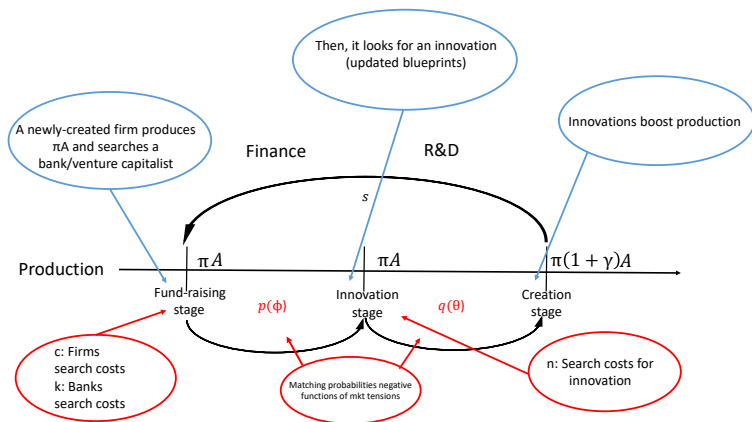 Then, it looks for an innovation
(updated blueprints)
A newly-created firm produces
πA and searches a
bank/venture capitalist
Innovations boost production
Finance
R&D
s
Production
πA
πA
π(1 + γ)A
Fund-raising
stage
p(ϕ)
Innovation
stage
q(θ)
Creation
stage
c: Firms
search costs
k: Banks
search costs
Matching probabilities negative
functions of mkt tensions
n: Search costs for
innovation